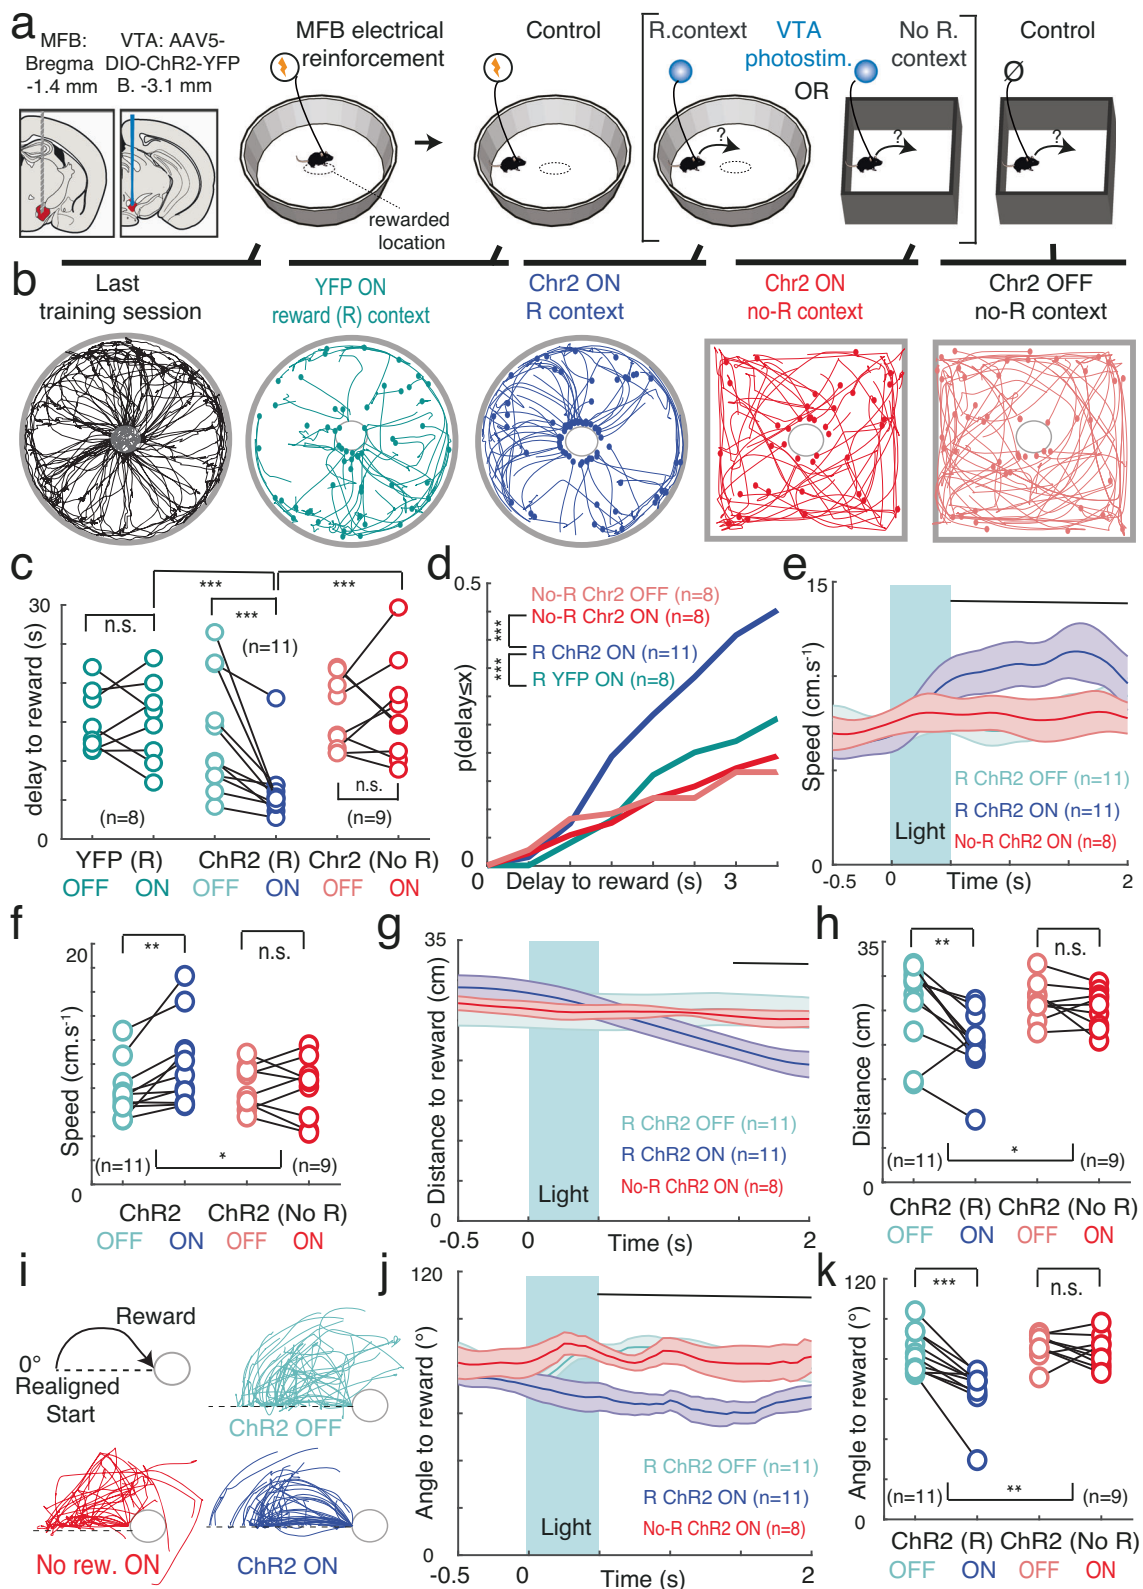 a
MFB:
Bregma
-1.4 mm
VTA: AAV5-
DIO-ChR2-YFP
B. -3.1 mm
MFB electrical
reinforcement
Control
R.context
VTA
photostim.
OR
No R.
context
Control
?
?
rewarded
location
b
Last
training session
YFP ON
reward (R) context
Chr2 ON
R context
Chr2 ON
no-R context
Chr2 OFF
no-R context
c
delay to reward (s)
30
0
n.s.
***
***
***
(n=11)
n.s.
(n=8)
(n=9)
YFP (R)
ChR2 (R)
Chr2 (No R)
OFF
ON
OFF
ON
OFF
ON
d
p(delay≤x)
0.5
0
No-R Chr2 OFF (n=8)
No-R Chr2 ON (n=8)
R ChR2 ON (n=11)
R YFP ON (n=8)
***
***
0
Delay to reward (s)
3
e
Speed (cm.s-1)
15
0
R ChR2 OFF (n=11)
R ChR2 ON (n=11)
No-R ChR2 ON (n=8)
Light
-0.5
0
Time (s)
2
f
Speed (cm.s-1)
20
0
**
n.s.
(n=11)
*
(n=9)
ChR2
ChR2 (No R)
OFF
ON
OFF
ON
g
Distance to reward (cm)
35
0
R ChR2 OFF (n=11)
R ChR2 ON (n=11)
No-R ChR2 ON (n=8)
Light
-0.5
0
Time (s)
2
h
Distance (cm)
35
0
**
n.s.
(n=11)
*
(n=9)
ChR2 (R)
ChR2 (No R)
OFF
ON
OFF
ON
i
Reward
0°
Realigned
Start
ChR2 OFF
No rew. ON
ChR2 ON
j
Angle to reward (°)
120
0
R ChR2 OFF (n=11)
R ChR2 ON (n=11)
No-R ChR2 ON (n=8)
Light
-0.5
0
Time (s)
2
k
Angle to reward (°)
120
0
***
n.s.
(n=11)
**
(n=9)
ChR2 (R)
ChR2 (No R)
OFF
ON
OFF
ON